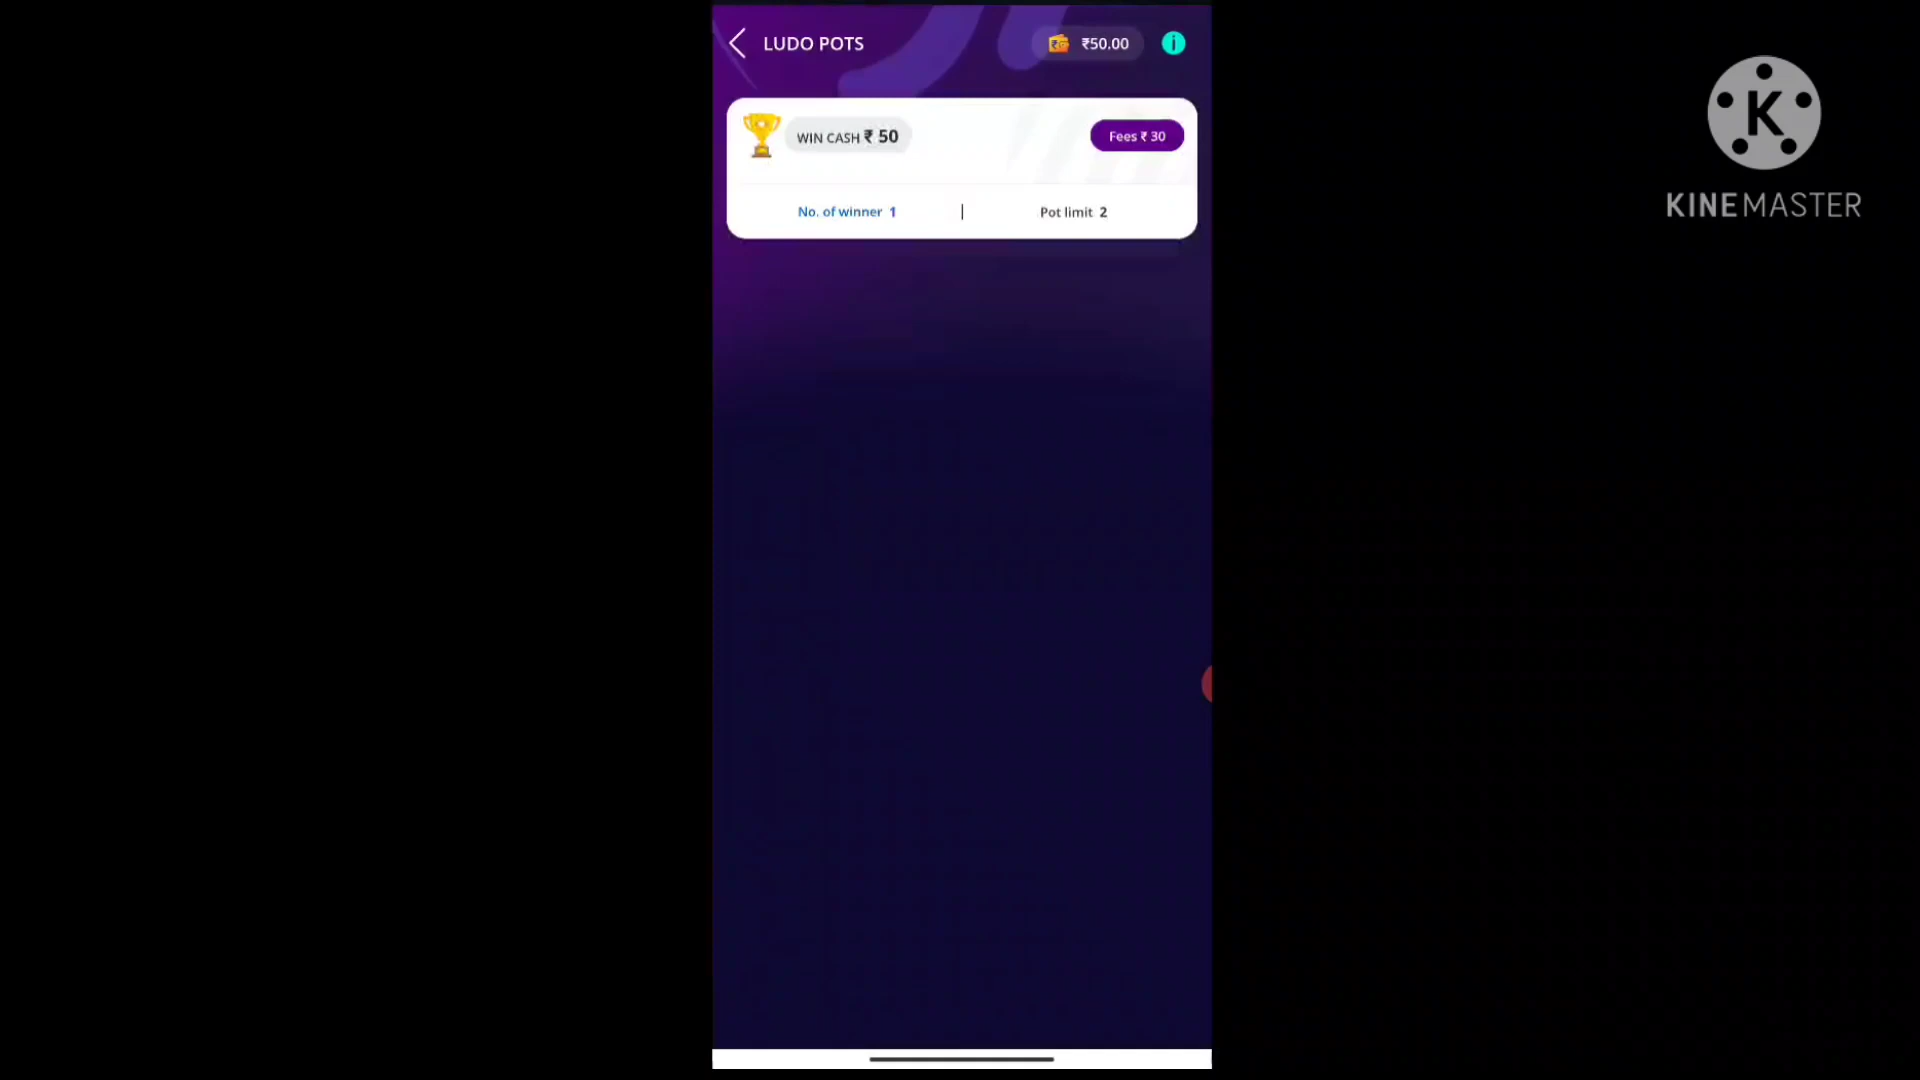 LUDO POTS
₹50.00
WIN CASH ₹ 50
Fees ₹ 30
No. of winner 1 | Pot limit 2
K
KINEMASTER